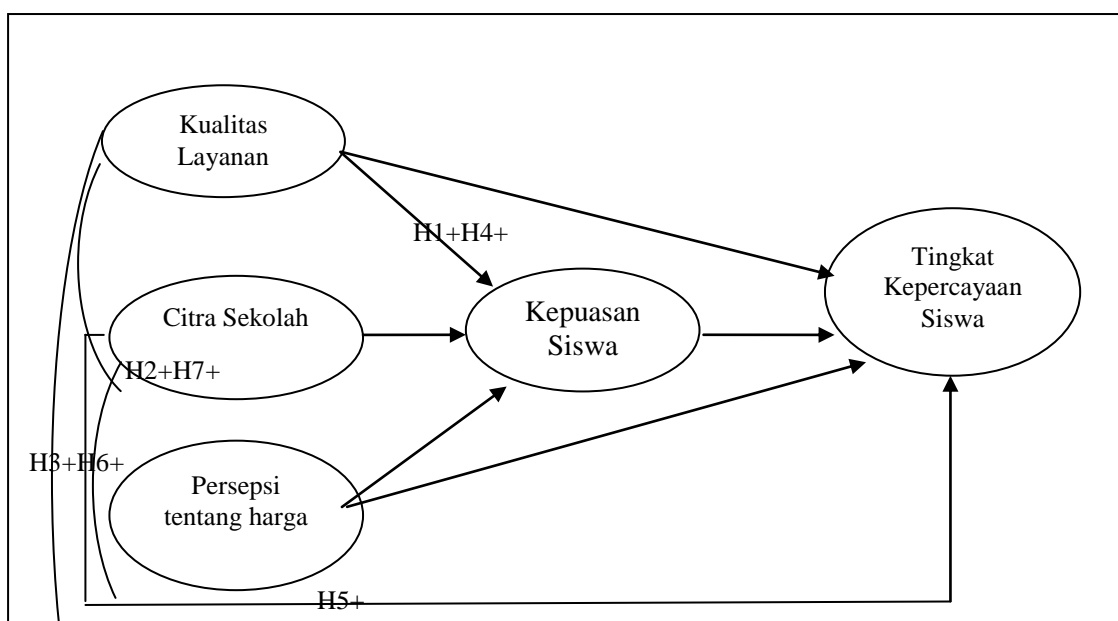 Kualitas
Layanan
H1+H4+
Tingkat
Kepercayaan
Siswa
Citra Sekolah
Kepuasan
Siswa
H2+H7+
H3+H6+
Persepsi
tentang harga
H5+